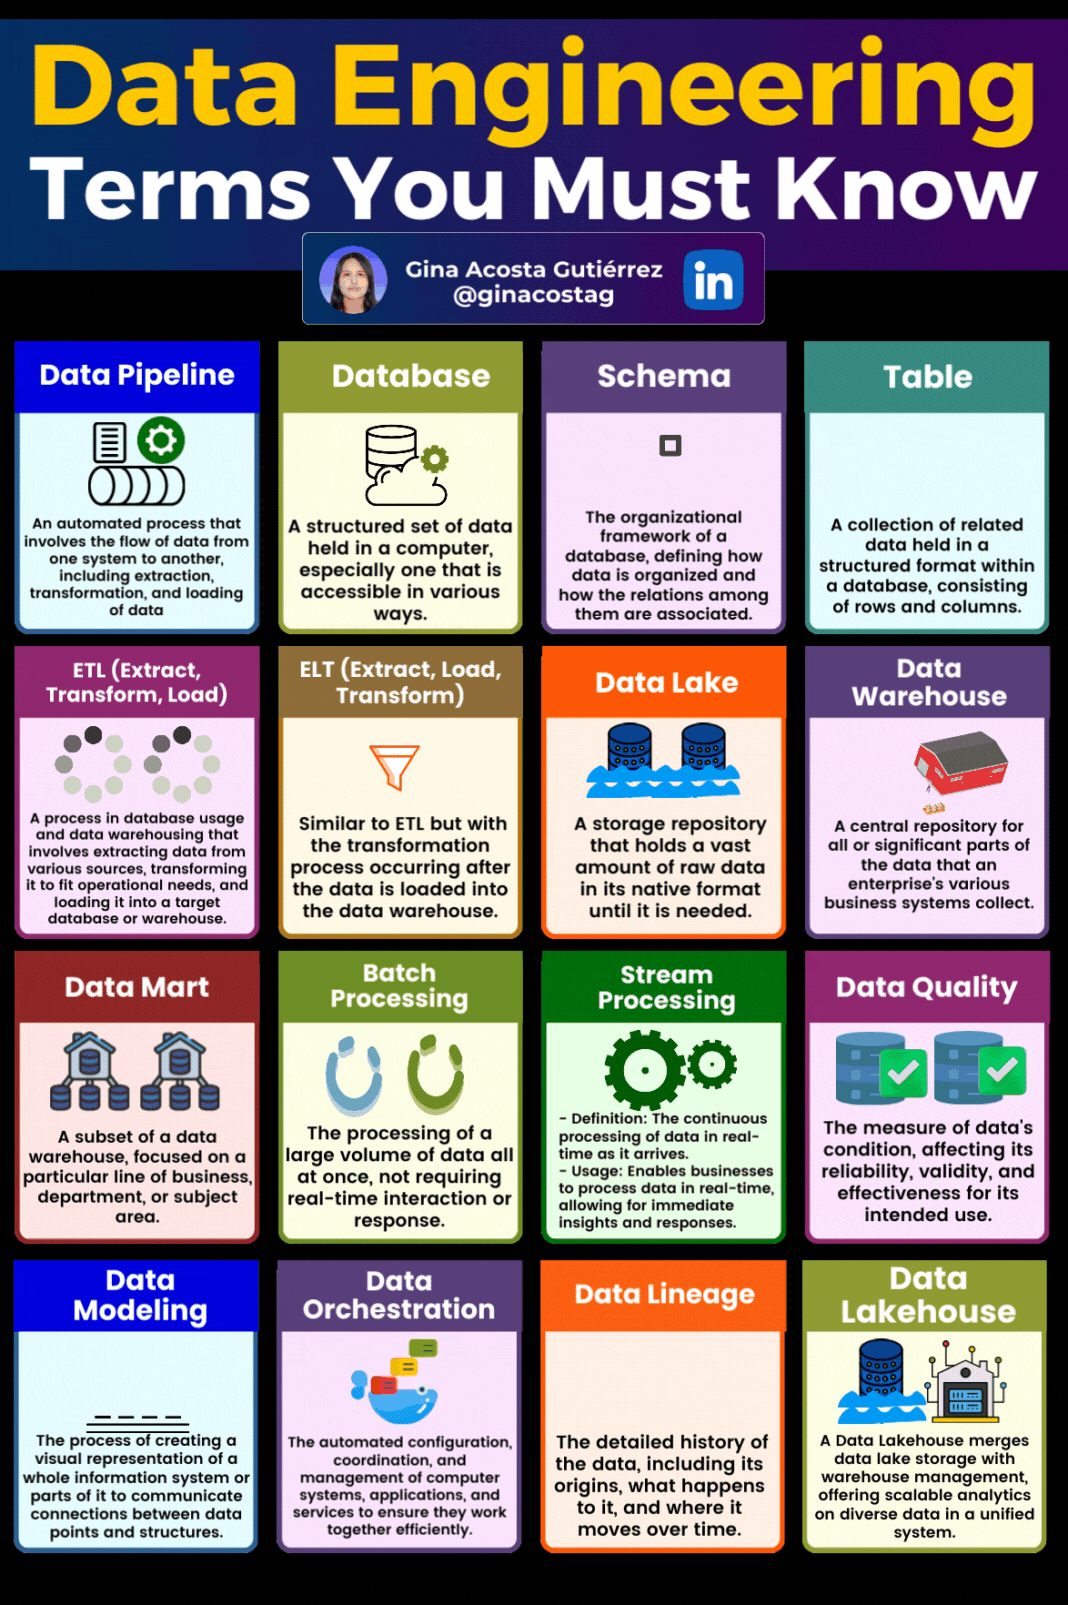 Data Engineering
Terms You Must Know
Gina Acosta Gutiérrez
@ginacostag
in
Data Pipeline
An automated process that
involves the flow of data from
one system to another,
including extraction,
transformation, and loading
of data
Database
A structured set of data
held in a computer,
especially one that is
accessible in various
ways.
Schema
The organizational
framework of a
database, defining how
data is organized and
how the relations among
them are associated.
Table
A collection of related
data held in a
structured format within
a database, consisting
of rows and columns.
ETL (Extract,
Transform, Load)
A process in database usage
and data warehousing that
involves extracting data from
various sources, transforming
it to fit operational needs, and
loading it into a target
database or warehouse.
ELT (Extract, Load,
Transform)
Similar to ETL but with
the transformation
process occurring after
the data is loaded into
the data warehouse.
Data Lake
A storage repository
that holds a vast
amount of raw data
in its native format
until it is needed.
Data
Warehouse
A central repository for
all or significant parts of
the data that an
enterprise's various
business systems collect.
Data Mart
A subset of a data
warehouse, focused on a
particular line of business,
department, or subject
area.
Batch
Processing
The processing of a
large volume of data all
at once, not requiring
real-time interaction or
response.
Stream
Processing
- Definition: The continuous
processing of data in real-
time as it arrives.
- Usage: Enables businesses
to process data in real-time,
allowing for immediate
insights and responses.
Data Quality
The measure of data's
condition, affecting its
reliability, validity, and
effectiveness for its
intended use.
Data
Modeling
The process of creating a
visual representation of a
whole information system or
parts of it to communicate
connections between data
points and structures.
Data
Orchestration
The automated configuration,
coordination, and
management of computer
systems, applications, and
services to ensure they work
together efficiently.
Data Lineage
The detailed history of
the data, including its
origins, what happens
to it, and where it
moves over time.
Data
Lakehouse
A Data Lakehouse merges
data lake storage with
warehouse management,
offering scalable analytics
on diverse data in a unified
system.